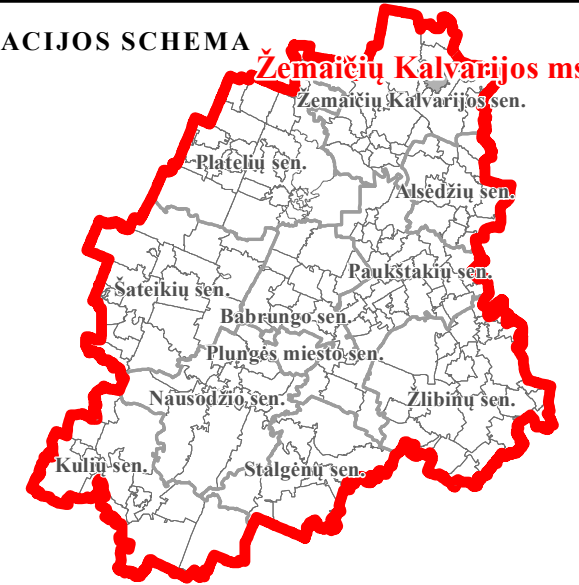 ACIJOS SCHEMA
Žemaičių Kalvarijos ms
Žemaičių Kalvarijos sen.
Platelių sen.
Alsėdžių sen.
Paukštakių sen.
Šateikių sen.
Babrungo sen.
Plungės miesto sen.
Nausodžio sen.
Žlibinų sen.
Kulių sen.
Stalgėnų sen.